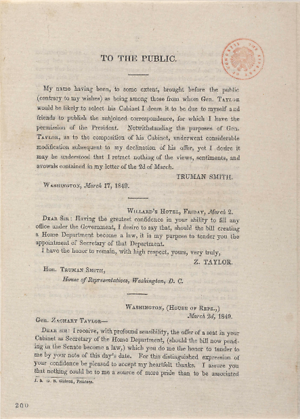 TO THE PUBLIC.
My name having been, to some extent, brought before the public
(contrary to my wishes) as being among those from whom Gen. TAYLOR
would be likely to select his Cabinet I deem it to be due to myself and
friends to publish the subjoined correspondence, for which I have the
permission of the President. Notwithstanding the purposes of Gen.
TAYLOR, as to the composition of his Cabinet, underwent considerable
modification subsequent to my declination of his offer, yet I desire it
may be understood that I retract nothing of the views, sentiments, and
avowals contained in my letter of the 2d of March.
TRUMAN SMITH.
WASHINGTON, March 17, 1849.
WILLARD'S HOTEL, FRIDAY, March 2.
DEAR SIR: Having the greatest confidence in your ability to fill any
office under the Government, I desire to say that, should the bill creating
a Home Department become a law, it is my purpose to tender you the
appointment of Secretary of that Department.
I have the honor to remain, with high respect, yours, very truly,
Z. TAYLOR.
Hon. TRUMAN SMITH,
House of Representatives, Washington, D. C.
WASHINGTON, (HOUSE OF REPS.,)
March 2d, 1849.
Gen. ZACHARY TAYLOR—
DEAR SIR: I receive, with profound sensibility, the offer of a seat in your
Cabinet as Secretary of the Home Department, (should the bill now pend-
ing in the Senate become a law,) which you do me the honor to tender to
me by your note of this day's date. For this distinguished expression of
your confidence be pleased to accept my heartfelt thanks. I assure you
that nothing could be to me a source of more pride than to be associated